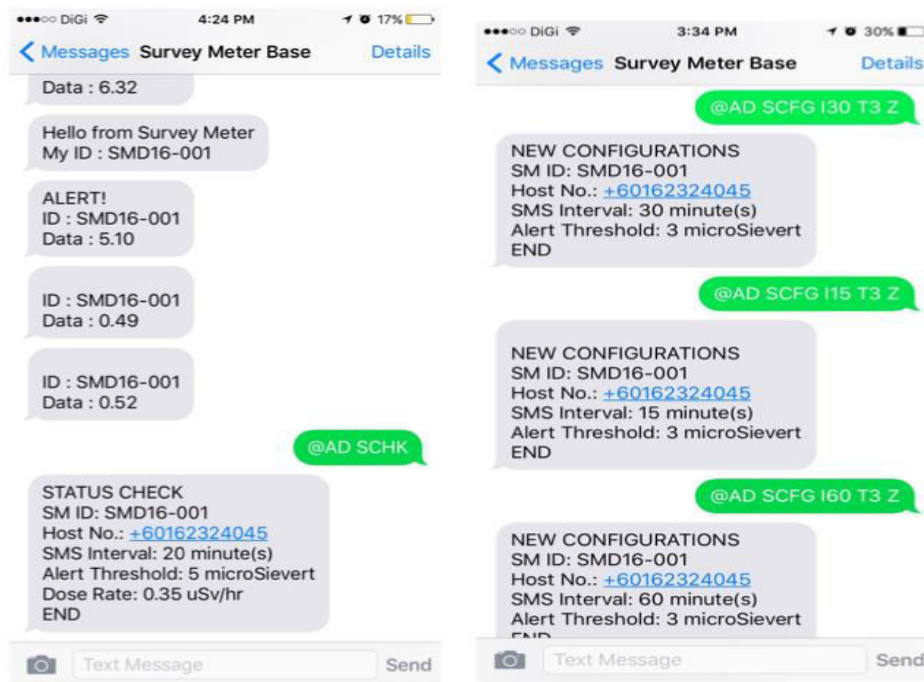 DiGi 4:24 PM 17%
Messages Survey Meter Base Details
Data : 6.32
Hello from Survey Meter
My ID : SMD16-001
ALERT!
ID : SMD16-001
Data : 5.10
ID : SMD16-001
Data : 0.49
ID : SMD16-001
Data : 0.52
@AD SCHK
STATUS CHECK
SM ID: SMD16-001
Host No.: +60162324045
SMS Interval: 20 minute(s)
Alert Threshold: 5 microSievert
Dose Rate: 0.35 uSv/hr
END
Text Message Send
DiGi 3:34 PM 30%
Messages Survey Meter Base Details
@AD SCFG I30 T3 Z
NEW CONFIGURATIONS
SM ID: SMD16-001
Host No.: +60162324045
SMS Interval: 30 minute(s)
Alert Threshold: 3 microSievert
END
@AD SCFG I15 T3 Z
NEW CONFIGURATIONS
SM ID: SMD16-001
Host No.: +60162324045
SMS Interval: 15 minute(s)
Alert Threshold: 3 microSievert
END
@AD SCFG I60 T3 Z
NEW CONFIGURATIONS
SM ID: SMD16-001
Host No.: +60162324045
SMS Interval: 60 minute(s)
Alert Threshold: 3 microSievert
END
Text Message Send